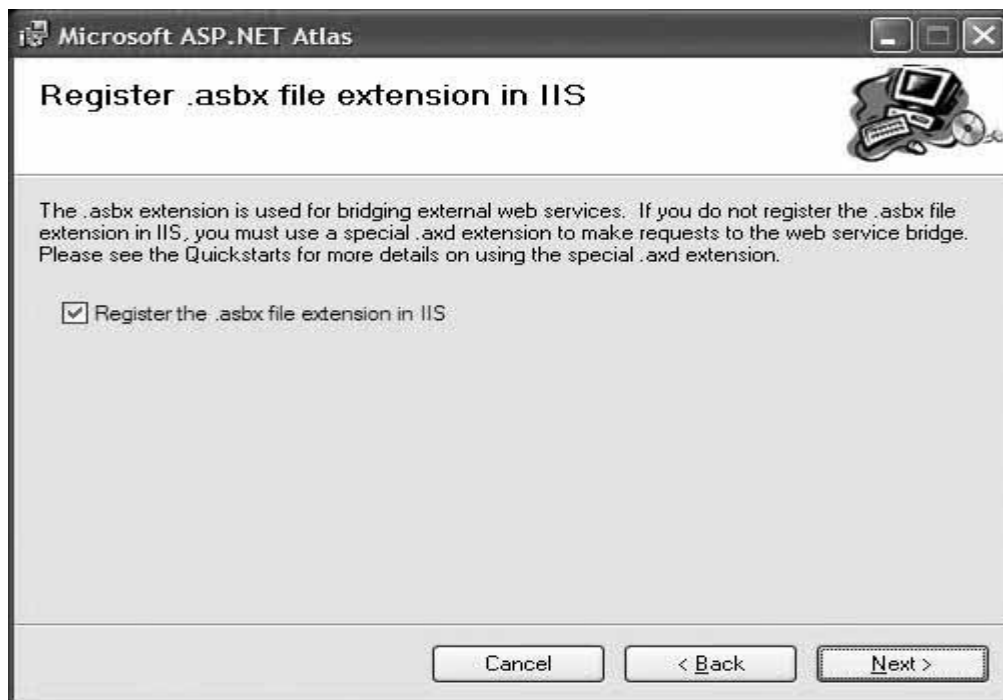 Microsoft ASP.NET Atlas
Register .asbx file extension in IIS
The .asbx extension is used for bridging external web services. If you do not register the .asbx file
extension in IIS, you must use a special .axd extension to make requests to the web service bridge.
Please see the Quickstarts for more details on using the special .axd extension.
Register the .asbx file extension in IIS
Cancel
< Back
Next >